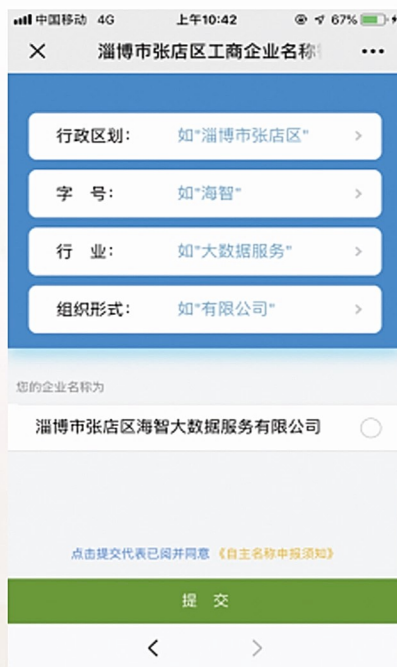 中国移动 4G 上午10:42 67%
淄博市张店区工商企业名称
行政区划： 如"淄博市张店区"
字 号： 如"海智"
行 业： 如"大数据服务"
组织形式： 如"有限公司"
您的企业名称为
淄博市张店区海智大数据服务有限公司
点击提交代表已阅并同意 《自主名称申报须知》
提 交